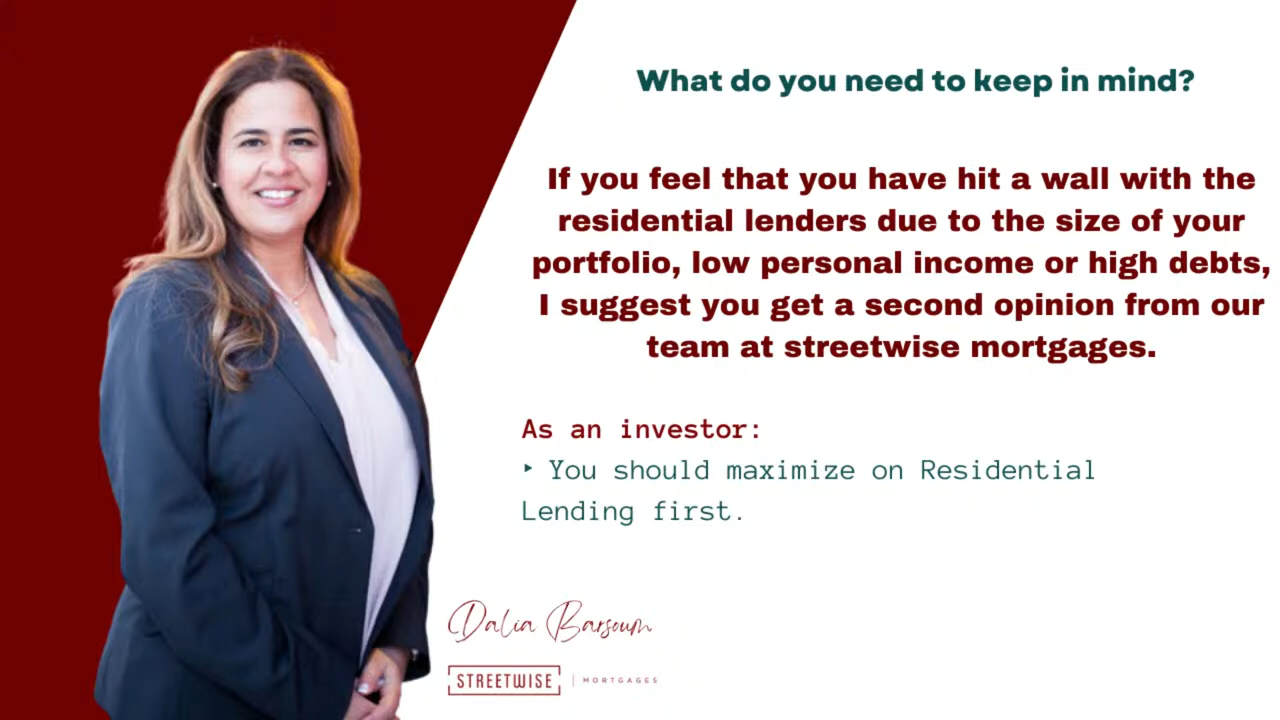 What do you need to keep in mind?
If you feel that you have hit a wall with the
residential lenders due to the size of your
portfolio, low personal income or high debts,
I suggest you get a second opinion from our
team at streetwise mortgages.
As an investor:
‣ You should maximize on Residential
Lending first.
Dalia Barsoum
STREETWISE | MORTGAGES